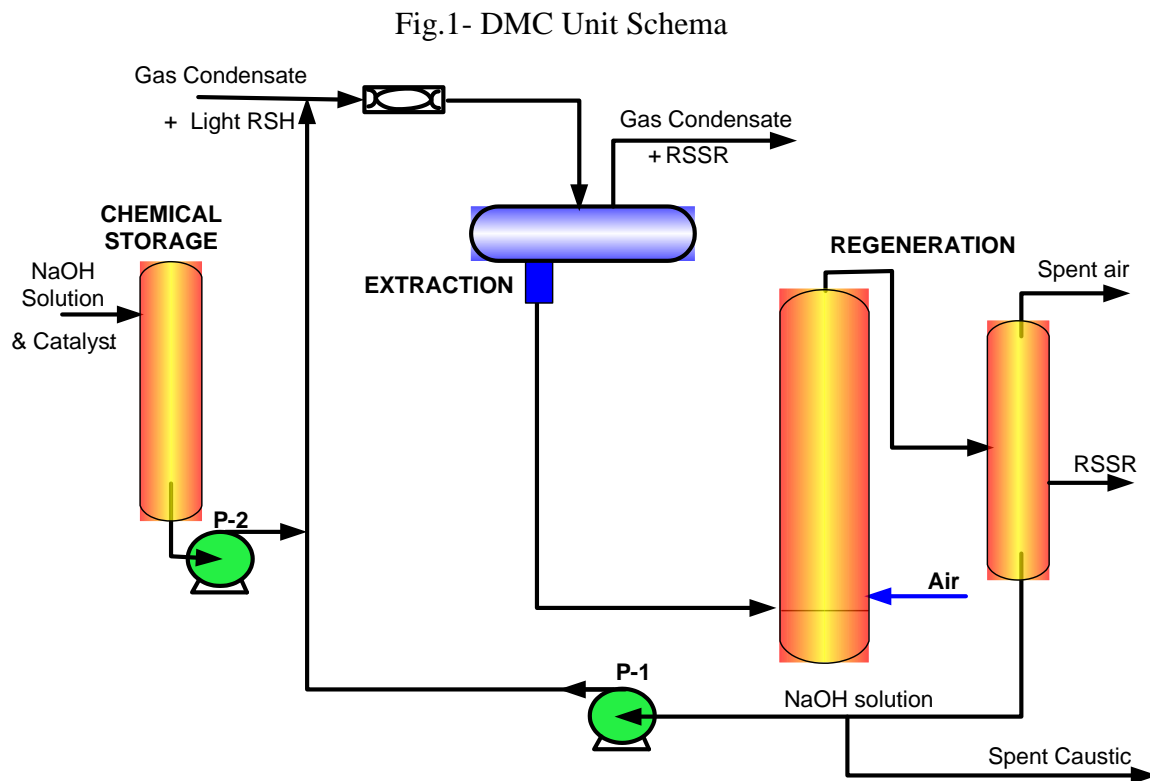 Fig.1- DMC Unit Schema
Gas Condensate
+ Light RSH
Gas Condensate
+ RSSR
CHEMICAL
STORAGE
NaOH
Solution
& Catalyst
EXTRACTION
REGENERATION
Spent air
RSSR
P-2
Air
P-1
NaOH solution
Spent Caustic